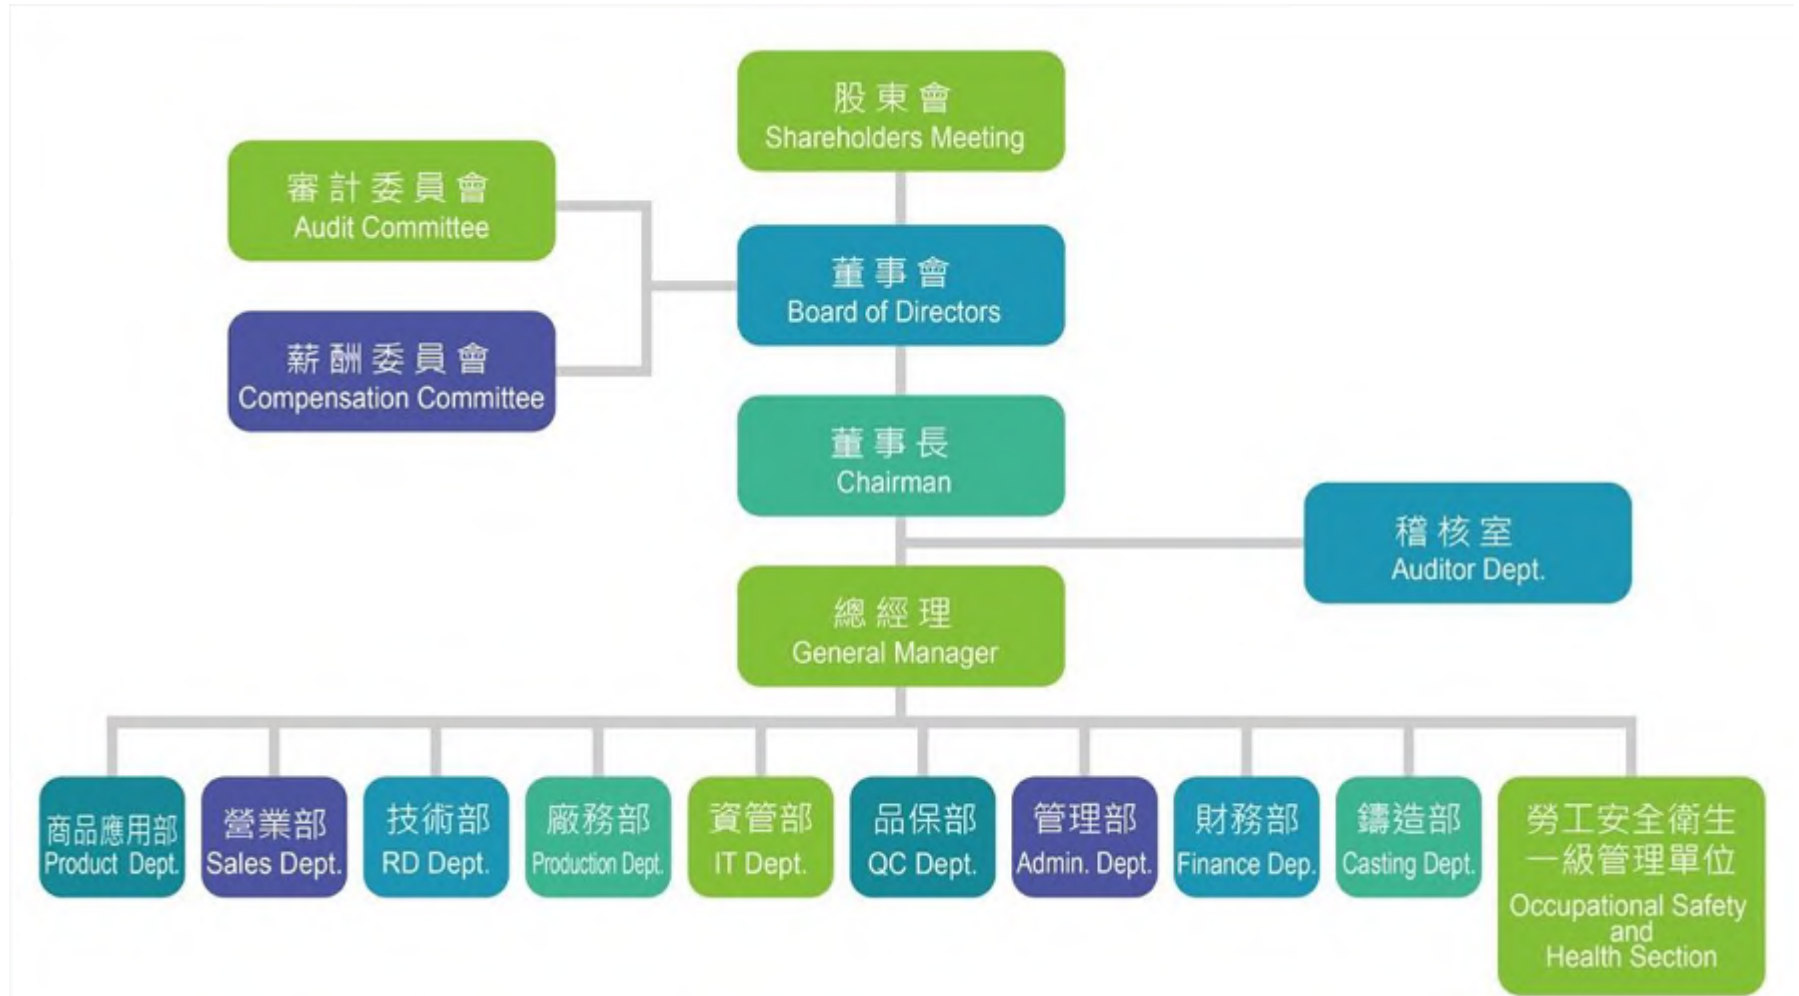 股東會
Shareholders Meeting
審計委員會
Audit Committee
董事會
Board of Directors
薪酬委員會
Compensation Committee
董事長
Chairman
稽核室
Auditor Dept.
總經理
General Manager
商品應用部
Product Dept.
營業部
Sales Dept.
技術部
RD Dept.
廠務部
Production Dept.
資管部
IT Dept.
品保部
QC Dept.
管理部
Admin. Dept.
財務部
Finance Dep.
鑄造部
Casting Dept.
勞工安全衛生
一級管理單位
Occupational Safety
and
Health Section